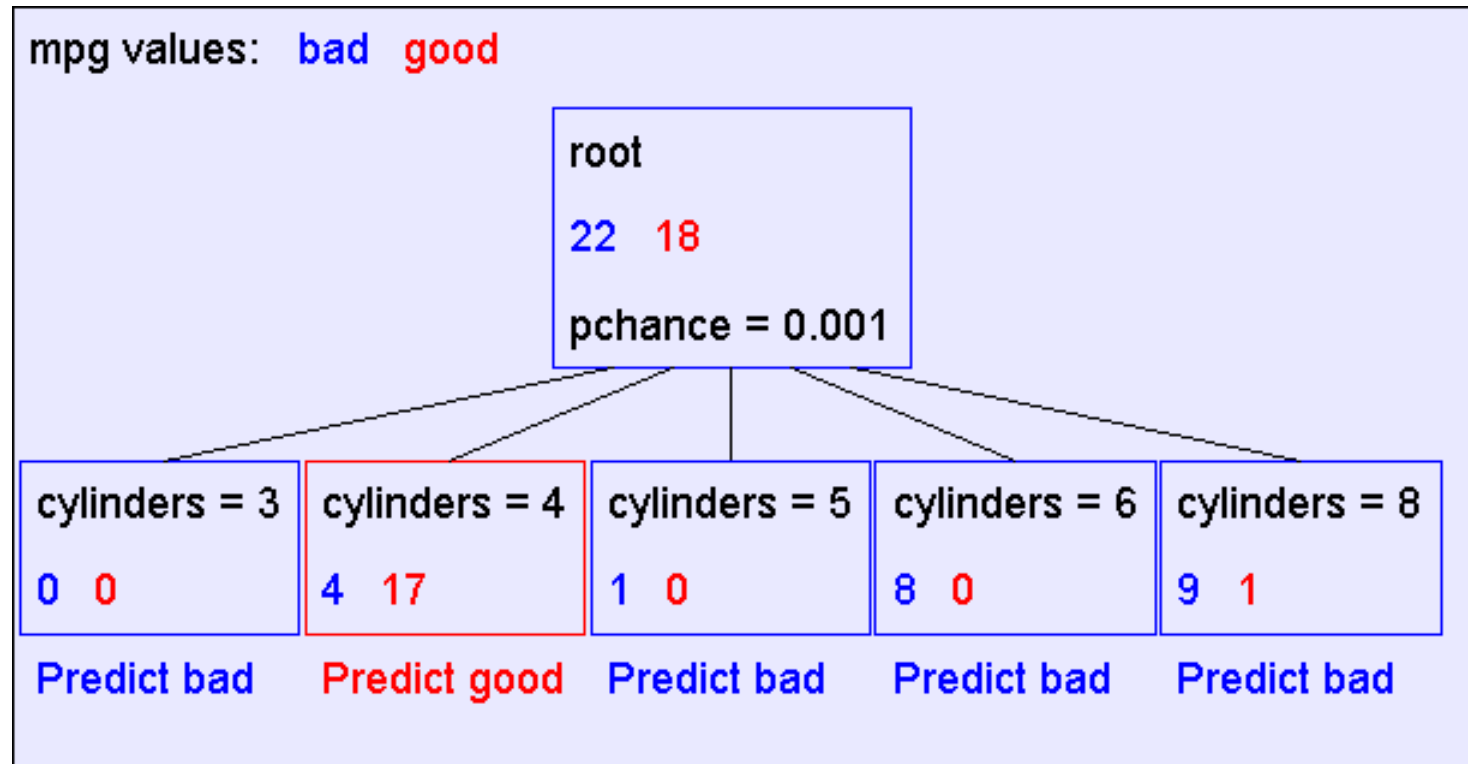 mpg values: bad good
root
22 18
pchance = 0.001
cylinders = 3
0 0
Predict bad
cylinders = 4
4 17
Predict good
cylinders = 5
1 0
Predict bad
cylinders = 6
8 0
Predict bad
cylinders = 8
9 1
Predict bad